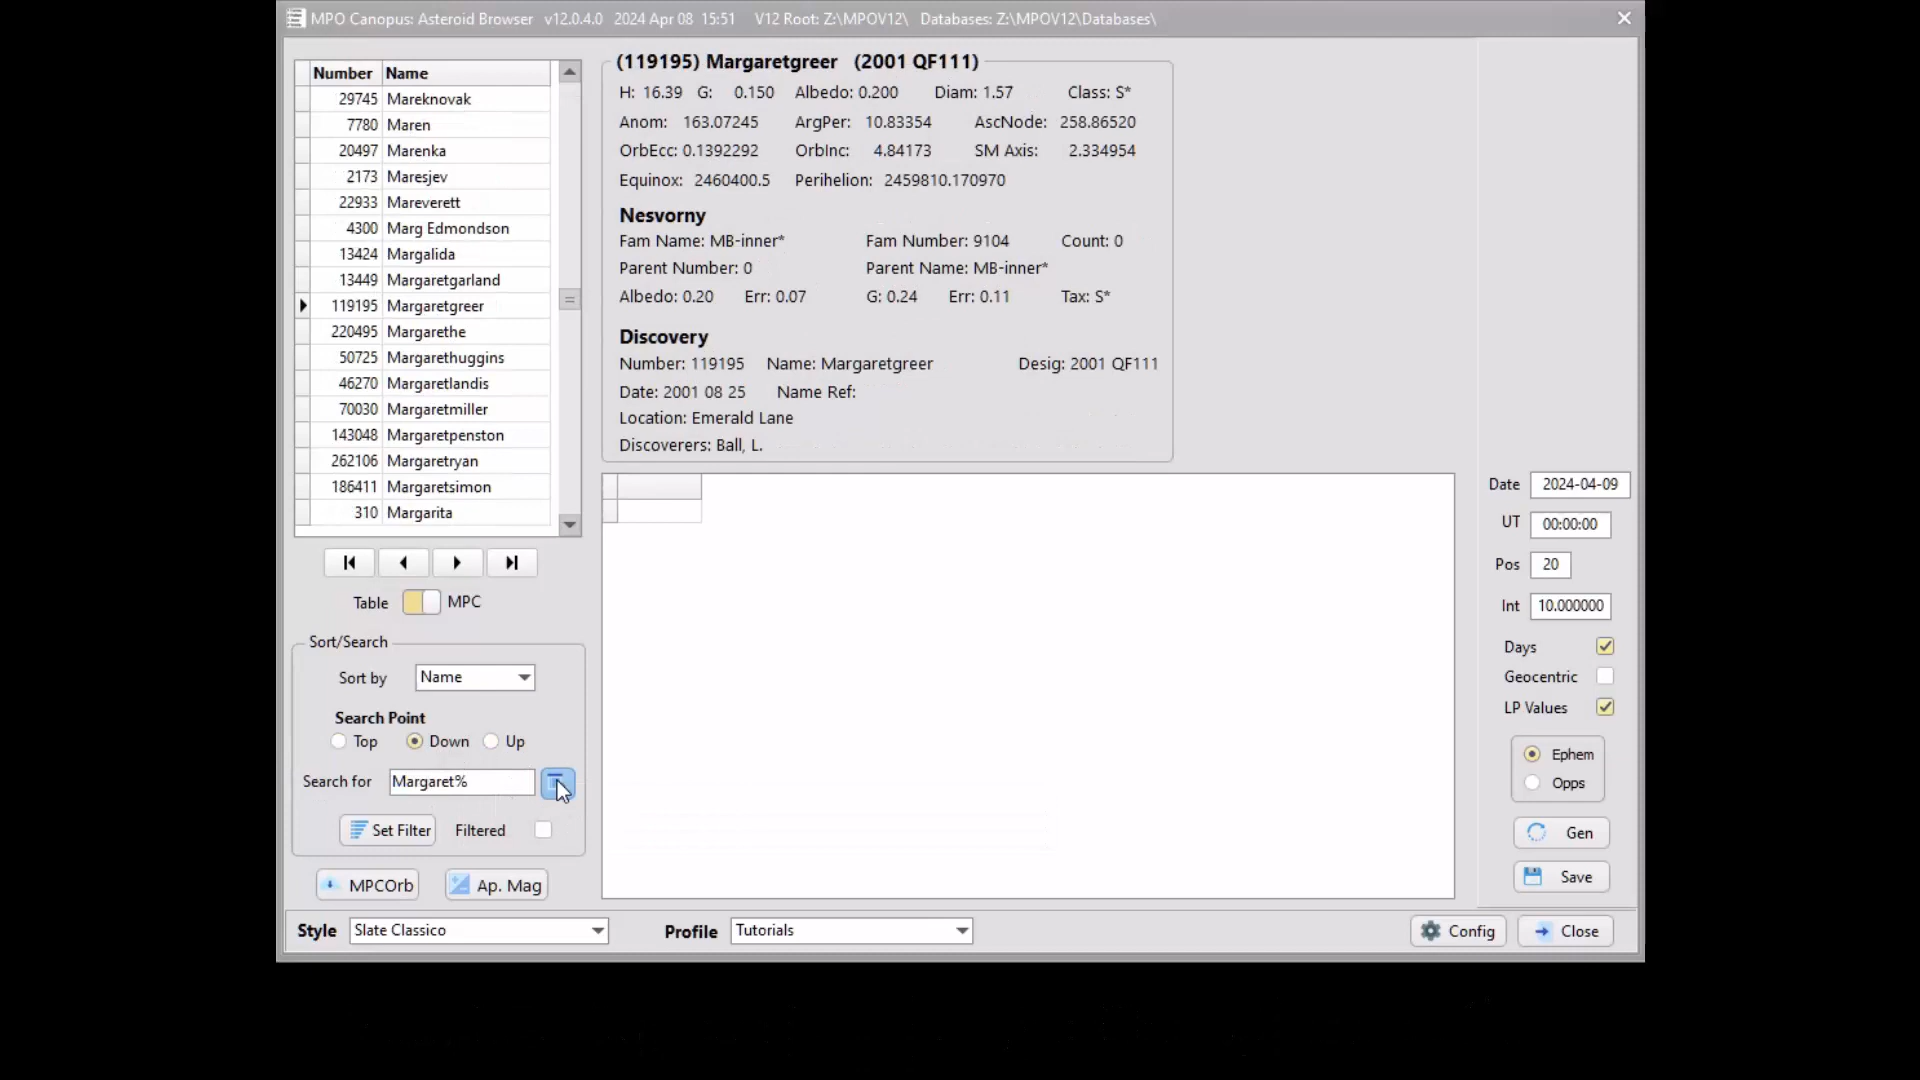 MPO Canopus: Asteroid Browser v12.0.4.0 2024 Apr 08 15:51 V12 Root: Z:\MPOV12\ Databases: Z:\MPOV12\Databases\
Number Name
29745 Mareknovak
7780 Maren
20497 Marenka
2173 Maresjev
22933 Mareverett
4300 Marg Edmondson
13424 Margalida
13449 Margaretgarland
119195 Margaretgreer
220495 Margarethe
50725 Margarethuggins
46270 Margaretlandis
70030 Margaretmiller
143048 Margaretpenston
262106 Margaretryan
186411 Margaretsimon
310 Margarita
Table MPC
Sort/Search
Sort by Name
Search Point
Top Down Up
Search for Margaret%
Set Filter Filtered
MPCOrb Ap. Mag
(119195) Margaretgreer (2001 QF111)
H: 16.39 G: 0.150 Albedo: 0.200 Diam: 1.57 Class: S*
Anom: 163.07245 ArgPer: 10.83354 AscNode: 258.86520
OrbEcc: 0.1392292 OrbInc: 4.84173 SM Axis: 2.334954
Equinox: 2460400.5 Perihelion: 2459810.170970
Nesvorny
Fam Name: MB-inner* Fam Number: 9104 Count: 0
Parent Number: 0 Parent Name: MB-inner*
Albedo: 0.20 Err: 0.07 G: 0.24 Err: 0.11 Tax: S*
Discovery
Number: 119195 Name: Margaretgreer Desig: 2001 QF111
Date: 2001 08 25 Name Ref:
Location: Emerald Lane
Discoverers: Ball, L.
Date 2024-04-09
UT 00:00:00
Pos 20
Int 10.000000
Days
Geocentric
LP Values
Ephem
Opps
Gen
Save
Style Slate Classico Profile Tutorials Config Close